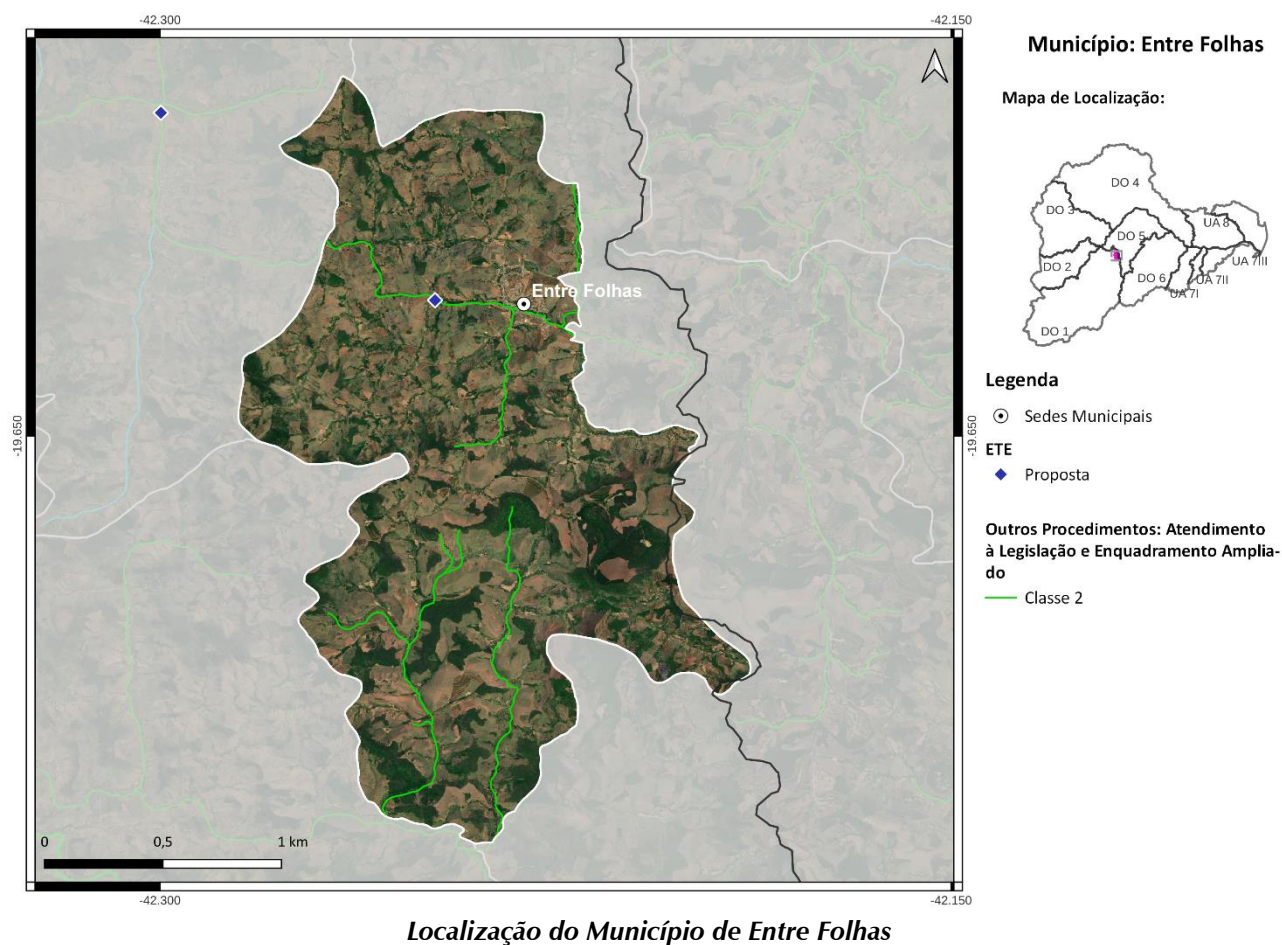 -42.300
-42.150
Município: Entre Folhas
Mapa de Localização:
DO 4
DO 3
UA 8
DO 5
UA 7III
DO 2
DO 6
UA 7II
UA 7I
DO 1
Entre Folhas
Legenda
Sedes Municipais
ETE
Proposta
-19.650
-19.650
Outros Procedimentos: Atendimento
à Legislação e Enquadramento Amplia-
do
Classe 2
0
0,5
1 km
-42.300
-42.150
Localização do Município de Entre Folhas